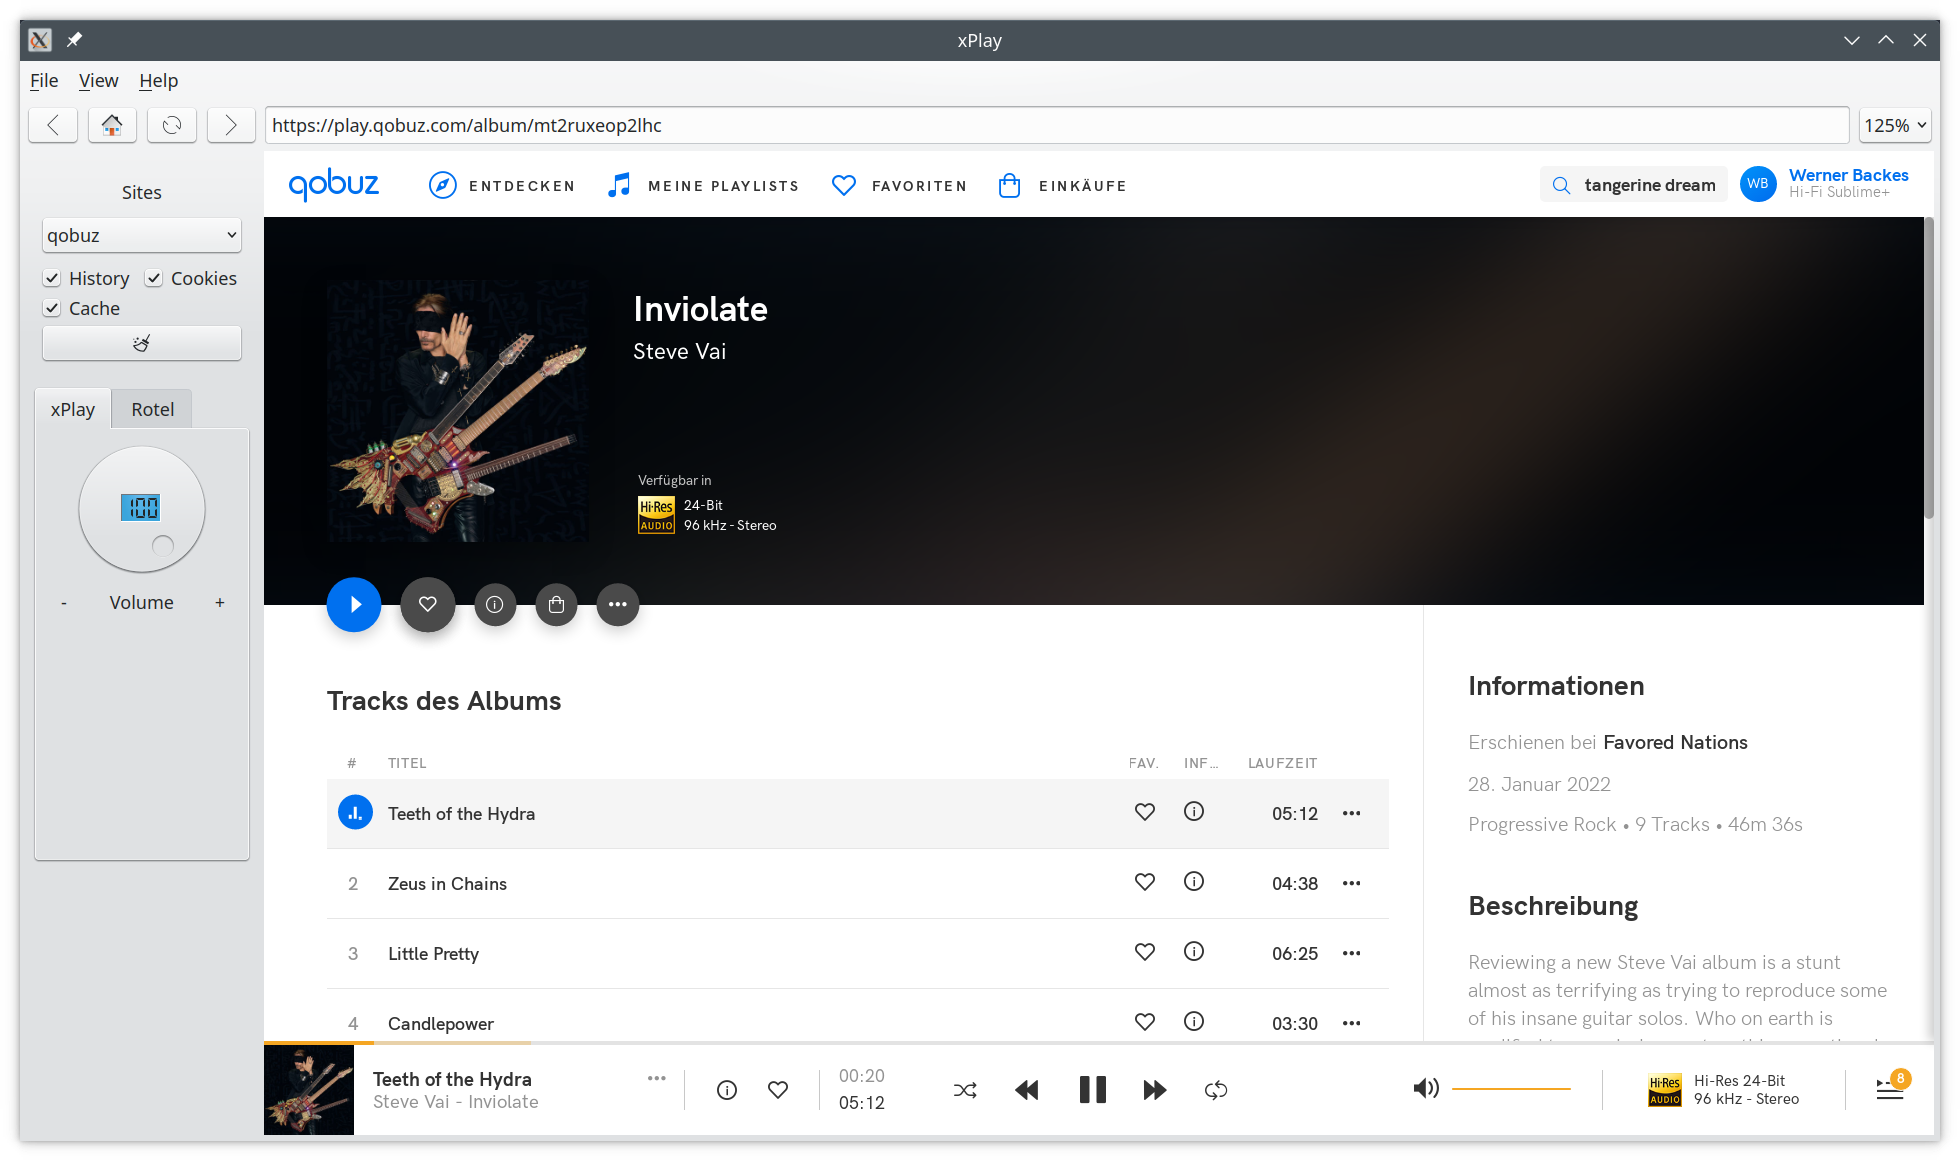 xPlay
File View Help
https://play.qobuz.com/album/mt2ruxeop2lhc
125%
Sites
qobuz
History Cookies
Cache
xPlay Rotel
100
- Volume +
qobuz ENTDECKEN MEINE PLAYLISTS FAVORITEN EINKÄUFE
tangerine dream
WB
Werner Backes
Hi-Fi Sublime+
Inviolate
Steve Vai
Verfügbar in
Hi-Res AUDIO
24-Bit
96 kHz - Stereo
Tracks des Albums
# TITEL FAV. INF... LAUFZEIT
Teeth of the Hydra 05:12
2 Zeus in Chains 04:38
3 Little Pretty 06:25
4 Candlepower 03:30
Informationen
Erschienen bei Favored Nations
28. Januar 2022
Progressive Rock • 9 Tracks • 46m 36s
Beschreibung
Reviewing a new Steve Vai album is a stunt
almost as terrifying as trying to reproduce some
of his insane guitar solos. Who on earth is
Teeth of the Hydra
Steve Vai - Inviolate
00:20
05:12
Hi-Res AUDIO
Hi-Res 24-Bit
96 kHz - Stereo
8